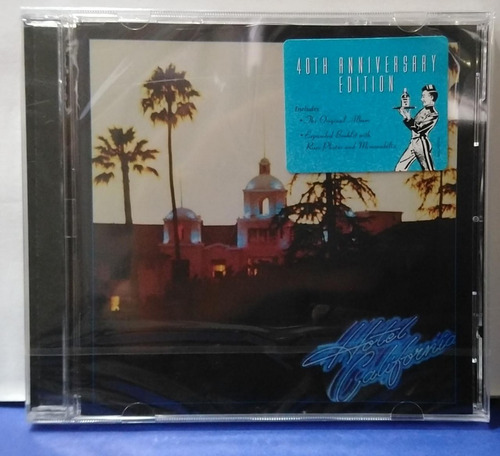 40TH ANNIVERSARY
EDITION
Includes
• The Original Album
• Expanded Booklet with
Rare Photos and Memorabilia
Hotel
California